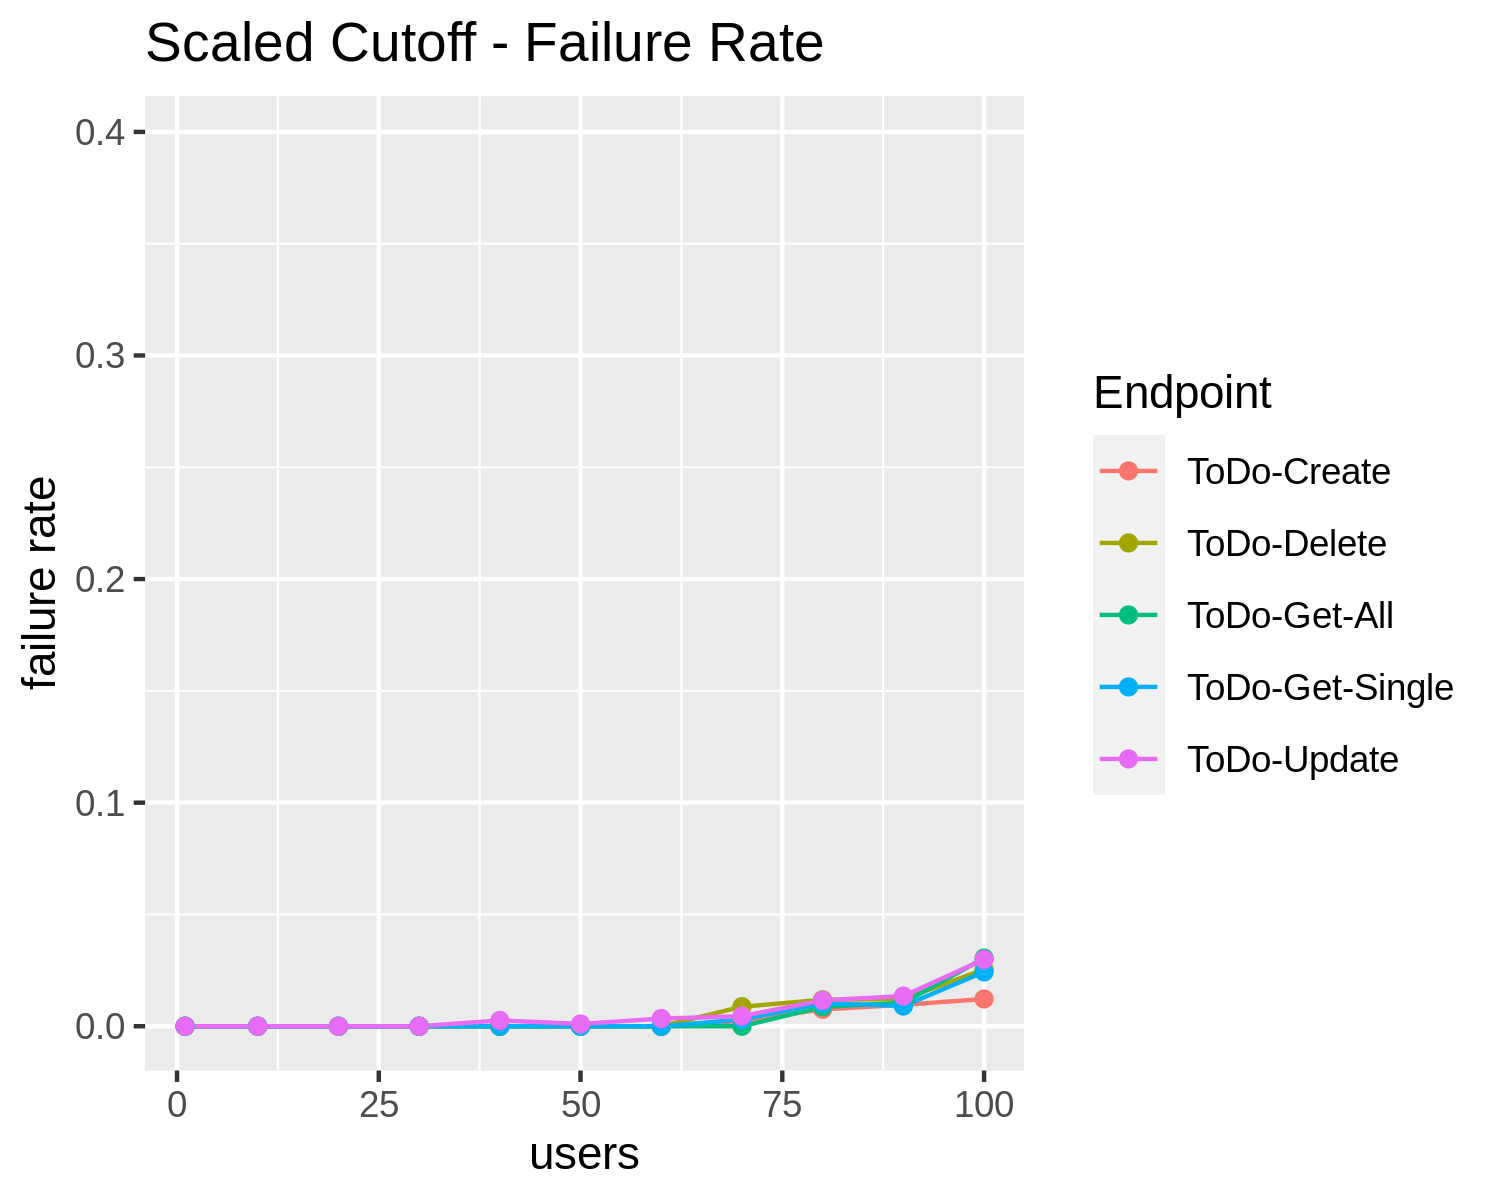 Scaled Cutoff - Failure Rate
0.4
0.3
0.2
0.1
0.0
failure rate
0 25 50 75 100
users
Endpoint
ToDo-Create
ToDo-Delete
ToDo-Get-All
ToDo-Get-Single
ToDo-Update